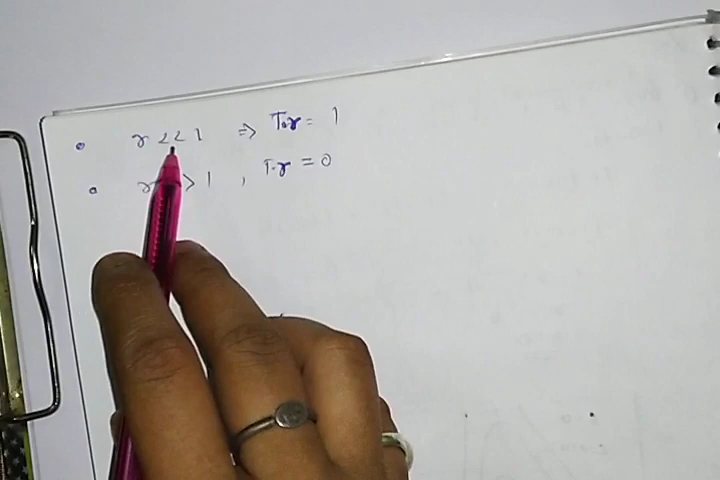 r << 1 => T.r = 1
r > 1 , T.r = 0